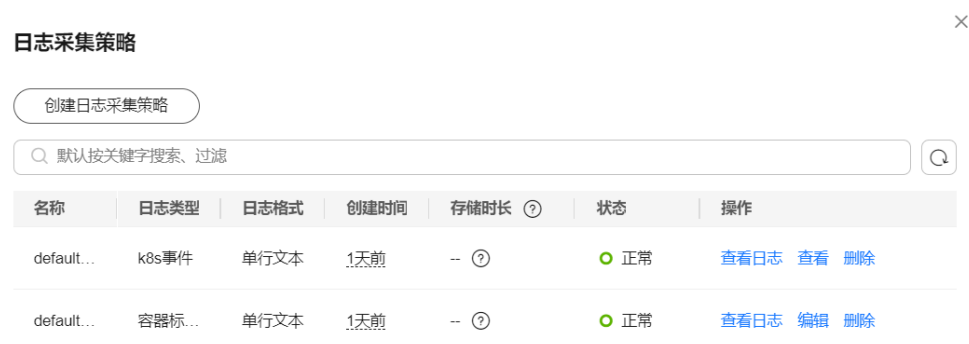 日志采集策略
创建日志采集策略
默认按关键字搜索、过滤
名称 日志类型 日志格式 创建时间 存储时长 状态 操作
default... k8s事件 单行文本 1天前 -- 正常 查看日志 查看 删除
default... 容器标... 单行文本 1天前 -- 正常 查看日志 编辑 删除